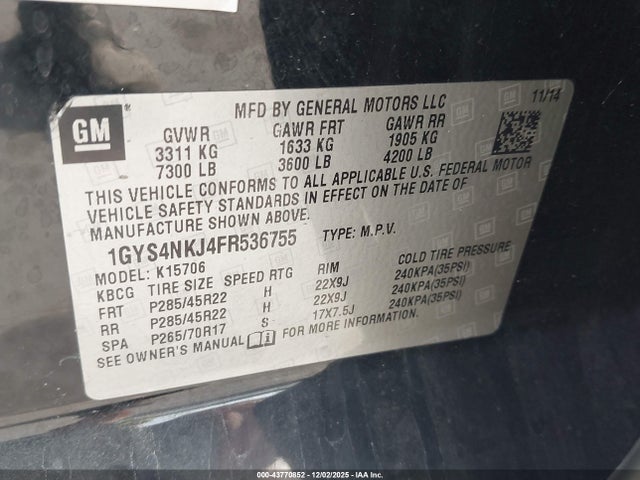 GM
MFD BY GENERAL MOTORS LLC
11/14
GVWR GAWR FRT GAWR RR
3311 KG 1633 KG 1905 KG
7300 LB 3600 LB 4200 LB
THIS VEHICLE CONFORMS TO ALL APPLICABLE U.S. FEDERAL MOTOR
VEHICLE SAFETY STANDARDS IN EFFECT ON THE DATE OF
MANUFACTURE SHOWN ABOVE.
1GYS4NKJ4FR536755 TYPE: M.P.V.
MODEL: K15706
KBCG TIRE SIZE SPEED RTG RIM COLD TIRE PRESSURE
FRT P285/45R22 H 22X9J 240KPA(35PSI)
RR P285/45R22 H 22X9J 240KPA(35PSI)
SPA P265/70R17 S 17X7.5J 240KPA(35PSI)
SEE OWNER'S MANUAL FOR MORE INFORMATION.
000-43770852 - 12/02/2025 - IAA Inc.